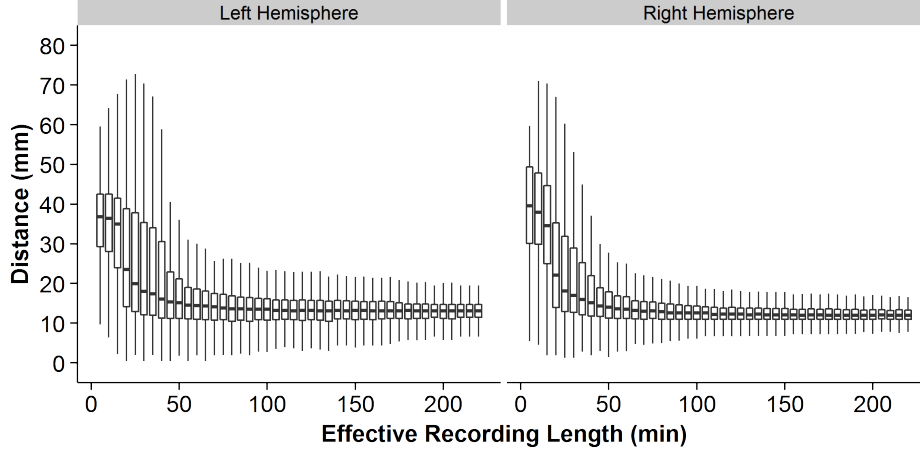 Left Hemisphere Right Hemisphere
Distance (mm)
80
70
60
50
40
30
20
10
0
0 50 100 150 200 0 50 100 150 200
Effective Recording Length (min)